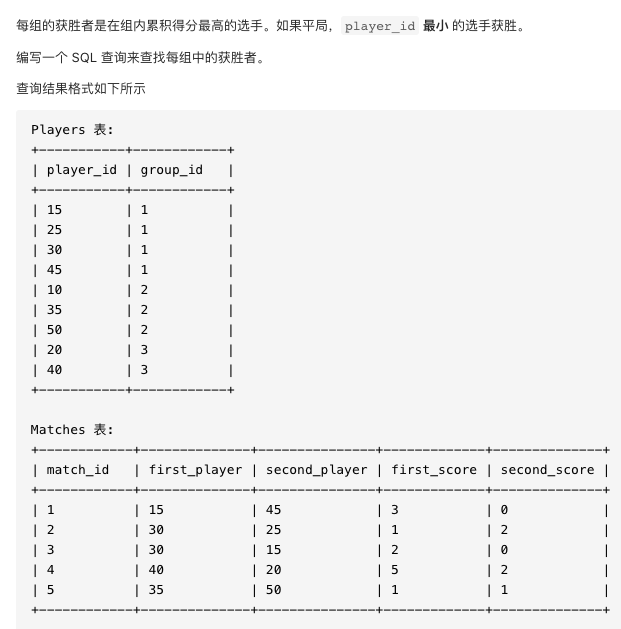 每组的获胜者是在组内累积得分最高的选手。如果平局， player_id 最小 的选手获胜。
编写一个 SQL 查询来查找每组中的获胜者。
查询结果格式如下所示
Players 表:
+-----------+------------+
| player_id | group_id   |
+-----------+------------+
| 15        | 1          |
| 25        | 1          |
| 30        | 1          |
| 45        | 1          |
| 10        | 2          |
| 35        | 2          |
| 50        | 2          |
| 20        | 3          |
| 40        | 3          |
+-----------+------------+
Matches 表:
+------------+--------------+---------------+-------------+--------------+
| match_id   | first_player | second_player | first_score | second_score |
+------------+--------------+---------------+-------------+--------------+
| 1          | 15           | 45            | 3           | 0            |
| 2          | 30           | 25            | 1           | 2            |
| 3          | 30           | 15            | 2           | 0            |
| 4          | 40           | 20            | 5           | 2            |
| 5          | 35           | 50            | 1           | 1            |
+------------+--------------+---------------+-------------+--------------+